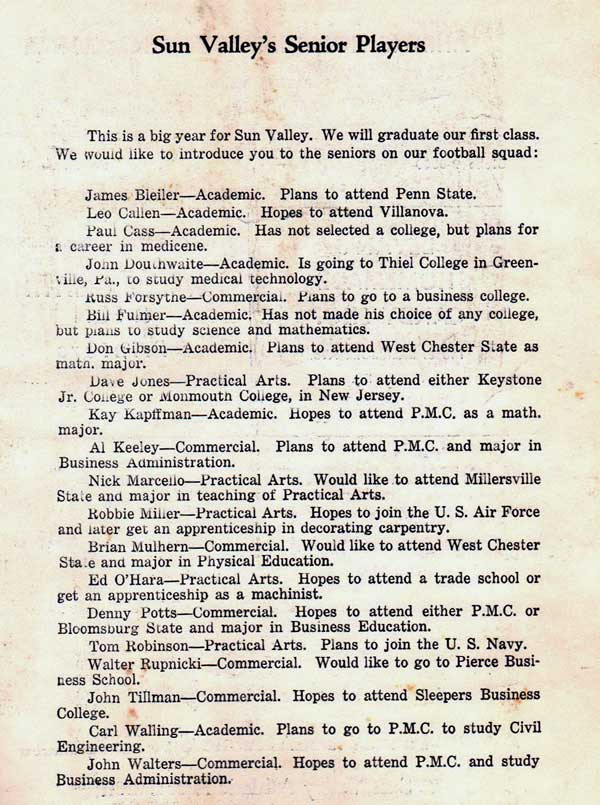 Sun Valley's Senior Players
This is a big year for Sun Valley. We will graduate our first class.
We would like to introduce you to the seniors on our football squad:
James Bleiler—Academic. Plans to attend Penn State.
Leo Callen—Academic. Hopes to attend Villanova.
Paul Cass—Academic. Has not selected a college, but plans for
a career in medicene.
John Douthwaite—Academic. Is going to Thiel College in Green-
ville, Pa., to study medical technology.
Russ Forsythe—Commercial. Plans to go to a business college.
Bill Fulmer—Academic. Has not made his choice of any college,
but plans to study science and mathematics.
Don Gibson—Academic. Plans to attend West Chester State as
math. major.
Dave Jones—Practical Arts. Plans to attend either Keystone
Jr. College or Monmouth College, in New Jersey.
Kay Kapffman—Academic. Hopes to attend P.M.C. as a math.
major.
Al Keeley—Commercial. Plans to attend P.M.C. and major in
Business Administration.
Nick Marcello—Practical Arts. Would like to attend Millersville
State and major in teaching of Practical Arts.
Robbie Miller—Practical Arts. Hopes to join the U. S. Air Force
and later get an apprenticeship in decorating carpentry.
Brian Mulhern—Commercial. Would like to attend West Chester
State and major in Physical Education.
Ed O'Hara—Practical Arts. Hopes to attend a trade school or
get an apprenticeship as a machinist.
Denny Potts—Commercial. Hopes to attend either P.M.C. or
Bloomsburg State and major in Business Education.
Tom Robinson—Practical Arts. Plans to join the U. S. Navy.
Walter Rupnicki—Commercial. Would like to go to Pierce Busi-
ness School.
John Tillman—Commercial. Hopes to attend Sleepers Business
College.
Carl Walling—Academic. Plans to go to P.M.C. to study Civil
Engineering.
John Walters—Commercial. Hopes to attend P.M.C. and study
Business Administration.